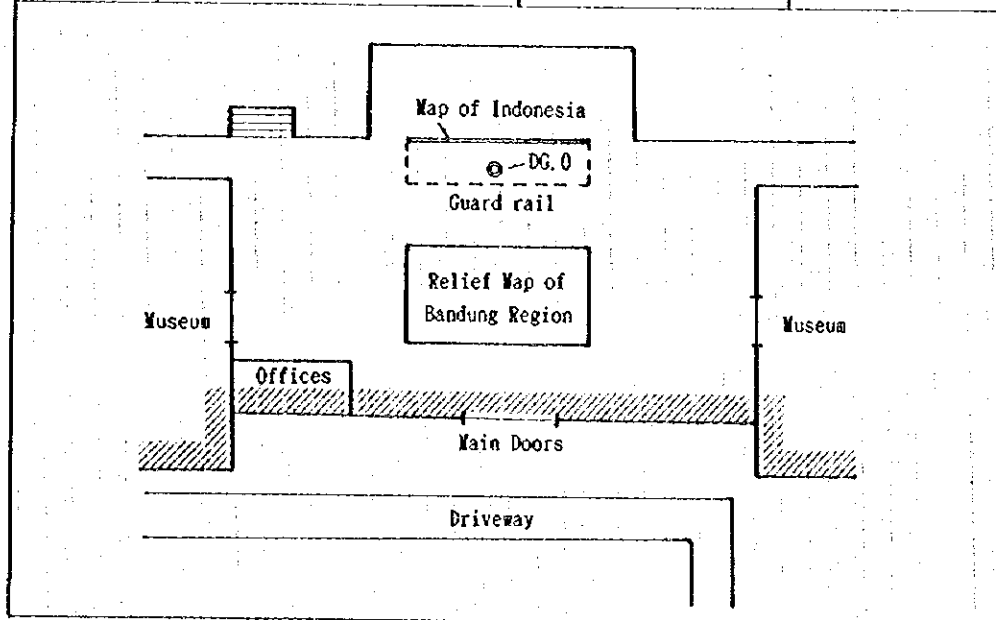 Map of Indonesia
DG.0
Guard rail
Relief Map of
Bandung Region
Museum
Museum
Offices
Main Doors
Driveway